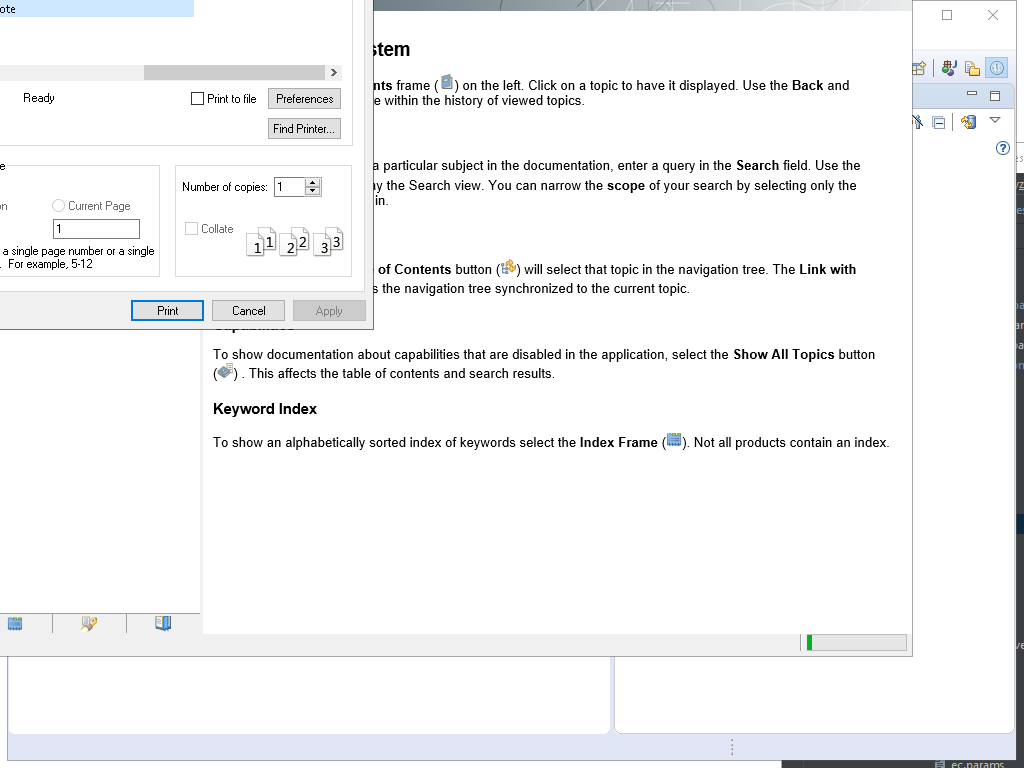 ote
Ready
Print to file
Preferences
Find Printer...
Number of copies: 1
on
Current Page
1
Collate
1 1 2 2 3 3
a single page number or a single
. For example, 5-12
Print
Cancel
Apply
stem
nts frame ( ) on the left. Click on a topic to have it displayed. Use the Back and
e within the history of viewed topics.
a particular subject in the documentation, enter a query in the Search field. Use the
ay the Search view. You can narrow the scope of your search by selecting only the
in.
of Contents button ( ) will select that topic in the navigation tree. The Link with
s the navigation tree synchronized to the current topic.
To show documentation about capabilities that are disabled in the application, select the Show All Topics button
( ) . This affects the table of contents and search results.
Keyword Index
To show an alphabetically sorted index of keywords select the Index Frame ( ). Not all products contain an index.
ec.params